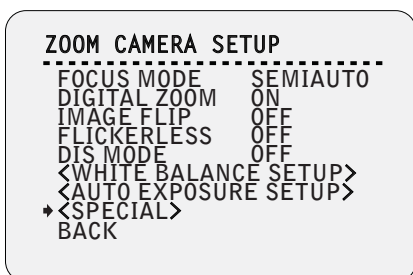 ZOOM CAMERA SETUP
FOCUS MODE SEMIAUTO
DIGITAL ZOOM ON
IMAGE FLIP OFF
FLICKERLESS OFF
DIS MODE OFF
<WHITE BALANCE SETUP>
<AUTO EXPOSURE SETUP>
<SPECIAL>
BACK